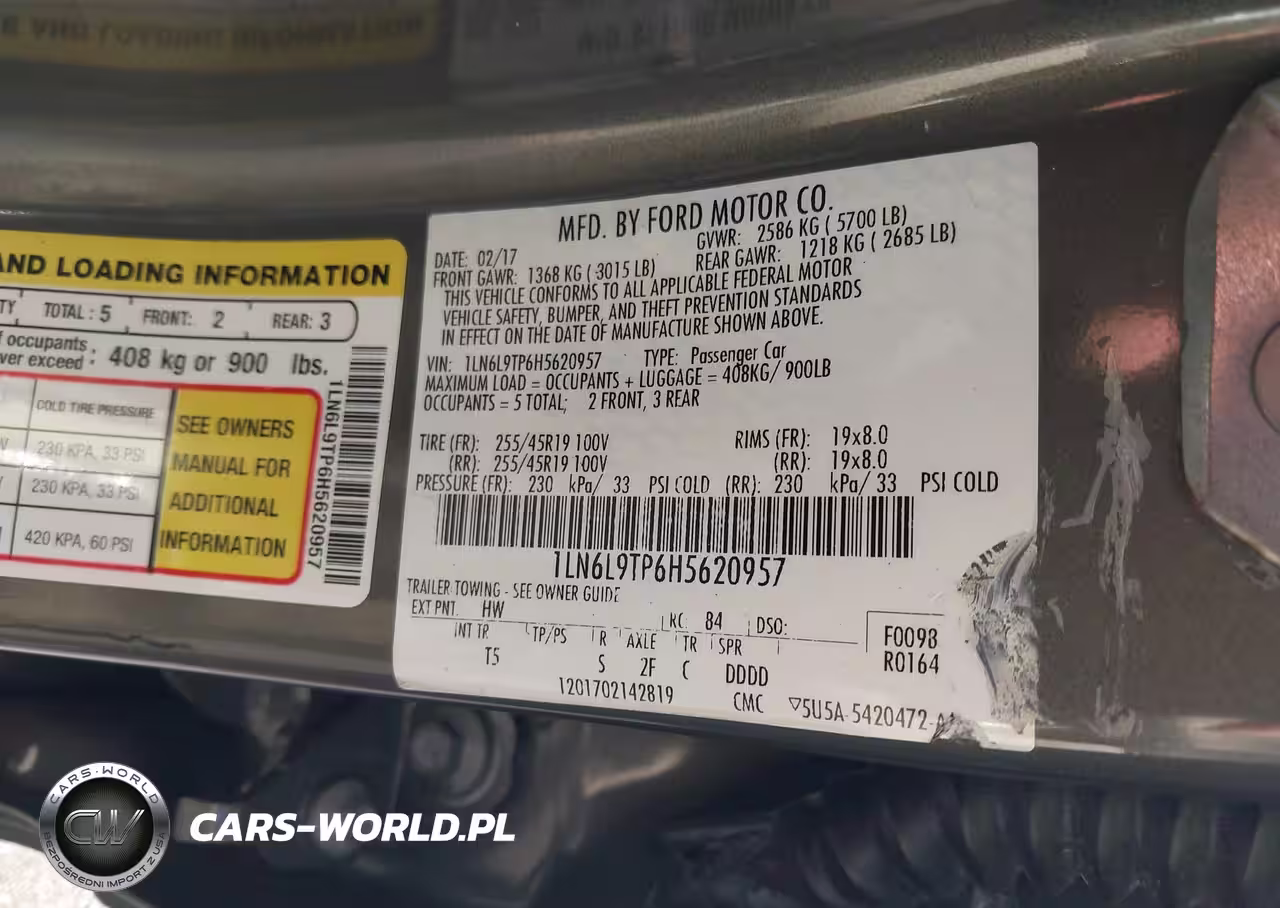 AND LOADING INFORMATION
TOTAL : 5 FRONT: 2 REAR: 3
occupants
ver exceed : 408 kg or 900 lbs.
COLD TIRE PRESSURE
230 KPA, 33 PSI
230 KPA, 33 PSI
420 KPA, 60 PSI
SEE OWNERS
MANUAL FOR
ADDITIONAL
INFORMATION
1LN6L9TP6H5620957
MFD. BY FORD MOTOR CO.
DATE: 02/17 GVWR: 2586 KG ( 5700 LB)
FRONT GAWR: 1368 KG ( 3015 LB) REAR GAWR: 1218 KG ( 2685 LB)
THIS VEHICLE CONFORMS TO ALL APPLICABLE FEDERAL MOTOR
VEHICLE SAFETY, BUMPER, AND THEFT PREVENTION STANDARDS
IN EFFECT ON THE DATE OF MANUFACTURE SHOWN ABOVE.
VIN: 1LN6L9TP6H5620957 TYPE: Passenger Car
MAXIMUM LOAD = OCCUPANTS + LUGGAGE = 408KG/ 900LB
OCCUPANTS = 5 TOTAL; 2 FRONT, 3 REAR
TIRE (FR): 255/45R19 100V RIMS (FR): 19x8.0
(RR): 255/45R19 100V (RR): 19x8.0
PRESSURE (FR): 230 kPa/ 33 PSI COLD (RR): 230 kPa/ 33 PSI COLD
1LN6L9TP6H5620957
TRAILER TOWING - SEE OWNER GUIDE
EXT PNT: HW RC: 84 DSO:
INT TR TP/PS R AXLE TR SPR
T5 S 2F C DDDD
F0098
R0164
1201702142819 CMC ▽5U5A-5420472-
CARS-WORLD
CW
BEZPOŚREDNI IMPORT Z USA
CARS-WORLD.PL